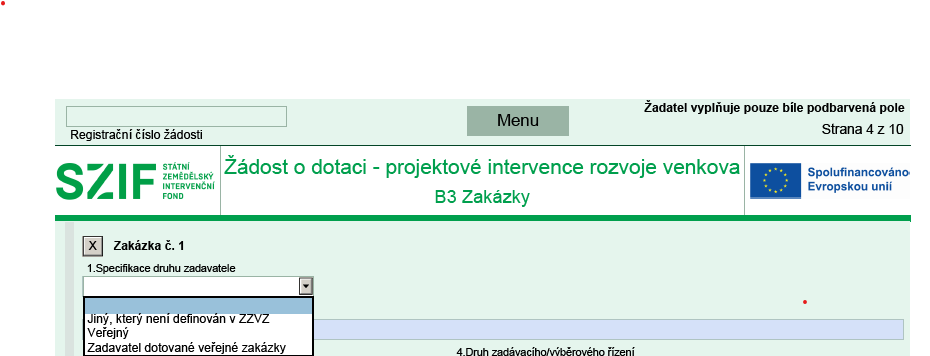 Žadatel vyplňuje pouze bíle podbarvená pole
Menu
Registrační číslo žádosti
Strana 4 z 10
SZIF STÁTNÍ
ZEMĚDĚLSKÝ
INTERVENČNÍ
FOND
Žádost o dotaci - projektové intervence rozvoje venkova
B3 Zakázky
Spolufinancováno
Evropskou unií
X Zakázka č. 1
1.Specifikace druhu zadavatele
Jiný, který není definován v ZZVZ
Veřejný
Zadavatel dotované veřejné zakázky
4.Druh zadávacího/výběrového řízení